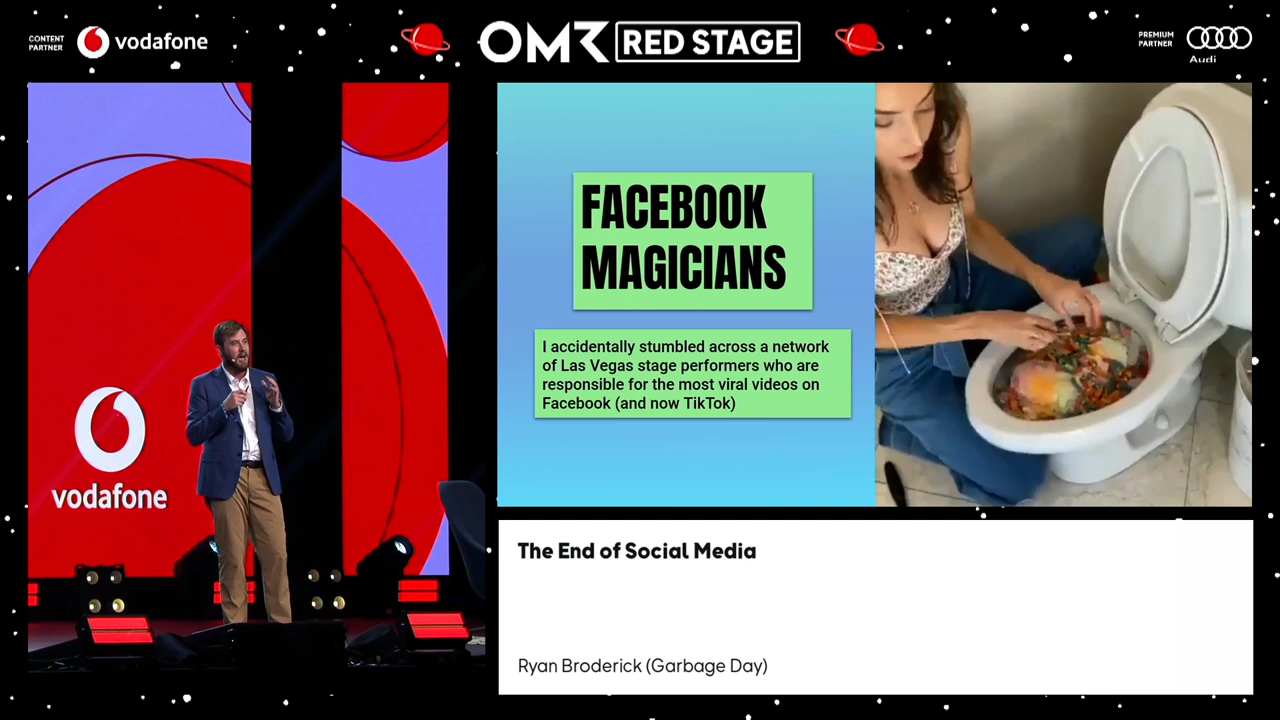 CONTENT
PARTNER
vodafone
OMR RED STAGE
PREMIUM
PARTNER
Audi
vodafone
FACEBOOK
MAGICIANS
I accidentally stumbled across a network
of Las Vegas stage performers who are
responsible for the most viral videos on
Facebook (and now TikTok)
The End of Social Media
Ryan Broderick (Garbage Day)